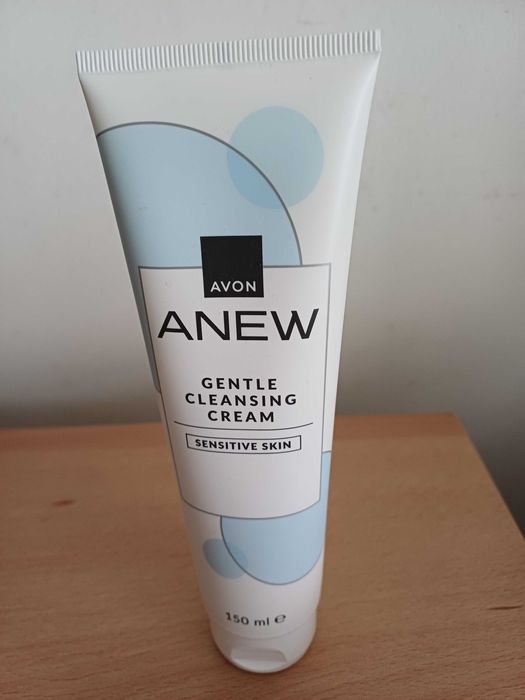 AVON
ANEW
GENTLE
CLEANSING
CREAM
SENSITIVE SKIN
150 ml ℮